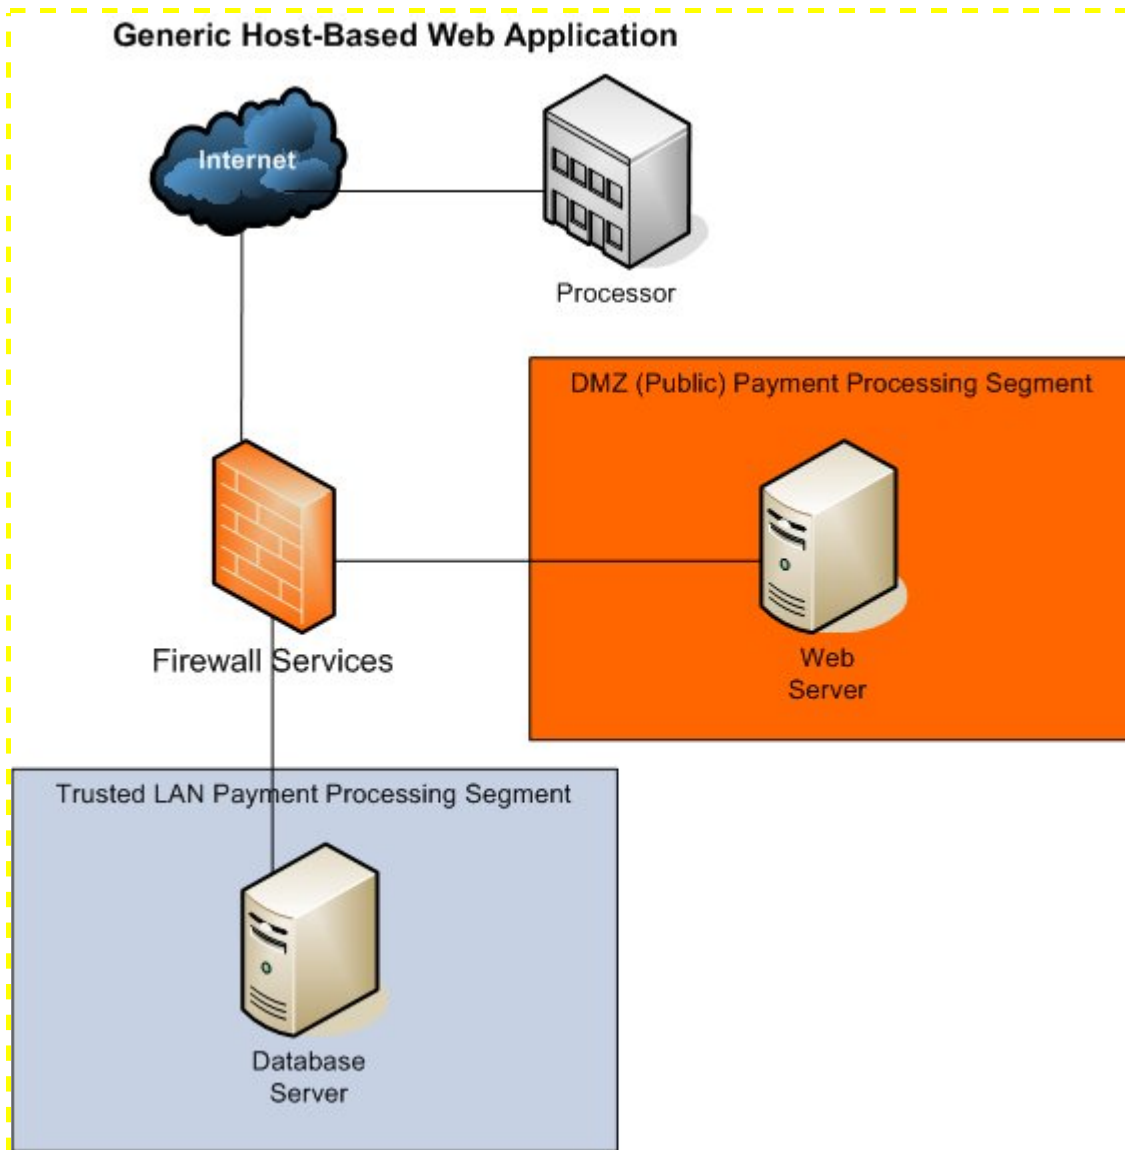 Generic Host-Based Web Application
Internet
Processor
DMZ (Public) Payment Processing Segment
Web
Server
Firewall Services
Trusted LAN Payment Processing Segment
Database
Server